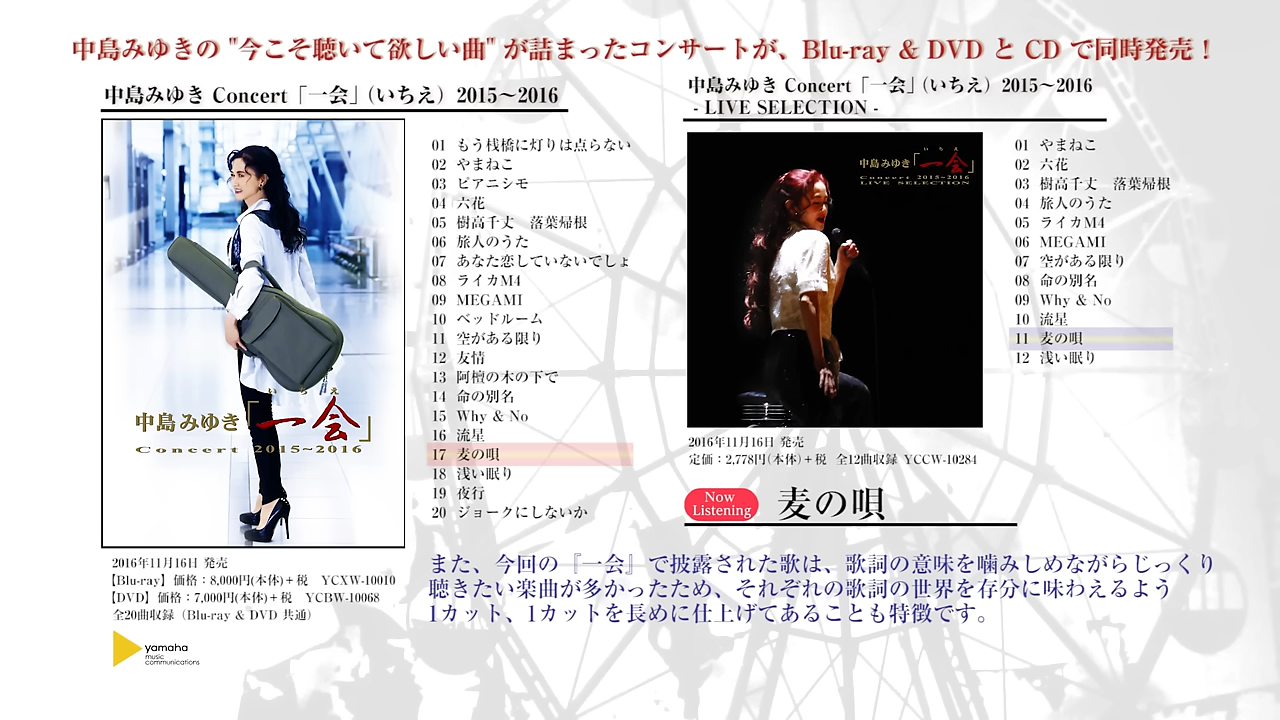 中島みゆきの "今こそ聴いて欲しい曲" が詰まったコンサートが、Blu-ray & DVD と CD で同時発売！
中島みゆき Concert「一会」(いちえ）2015～2016
いちえ
中島みゆき「一会」
Concert 2015~2016
01 もう桟橋に灯りは点らない
02 やまねこ
03 ピアニシモ
04 六花
05 樹高千丈　落葉帰根
06 旅人のうた
07 あなた恋していないでしょ
08 ライカM4
09 MEGAMI
10 ベッドルーム
11 空がある限り
12 友情
13 阿檀の木の下で
14 命の別名
15 Why & No
16 流星
17 麦の唄
18 浅い眠り
19 夜行
20 ジョークにしないか
2016年11月16日 発売
【Blu-ray】価格：8,000円(本体)＋税　YCXW-10010
【DVD】価格：7,000円(本体)＋税　YCBW-10068
全20曲収録（Blu-ray & DVD 共通）
yamaha
music
communications
中島みゆき Concert「一会」(いちえ）2015～2016
- LIVE SELECTION -
いちえ
中島みゆき「一会」
Concert 2015-2016
LIVE SELECTION
01 やまねこ
02 六花
03 樹高千丈　落葉帰根
04 旅人のうた
05 ライカM4
06 MEGAMI
07 空がある限り
08 命の別名
09 Why & No
10 流星
11 麦の唄
12 浅い眠り
2016年11月16日 発売
定価：2,778円(本体)＋税　全12曲収録 YCCW-10284
Now
Listening
麦の唄
また、今回の『一会』で披露された歌は、歌詞の意味を噛みしめながらじっくり
聴きたい楽曲が多かったため、それぞれの歌詞の世界を存分に味わえるよう
1カット、1カットを長めに仕上げてあることも特徴です。